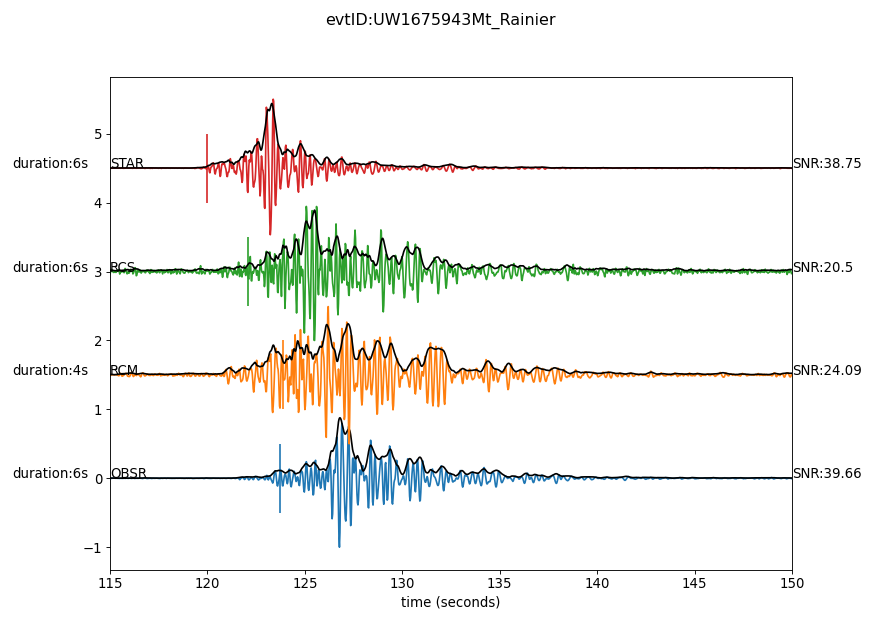 evtID:UW1675943Mt_Rainier
5
duration:6s STAR SNR:38.75
4
duration:6s RCS SNR:20.5
3
2
duration:4s RCM SNR:24.09
1
duration:6s OBSR SNR:39.66
0
−1
115 120 125 130 135 140 145 150
time (seconds)